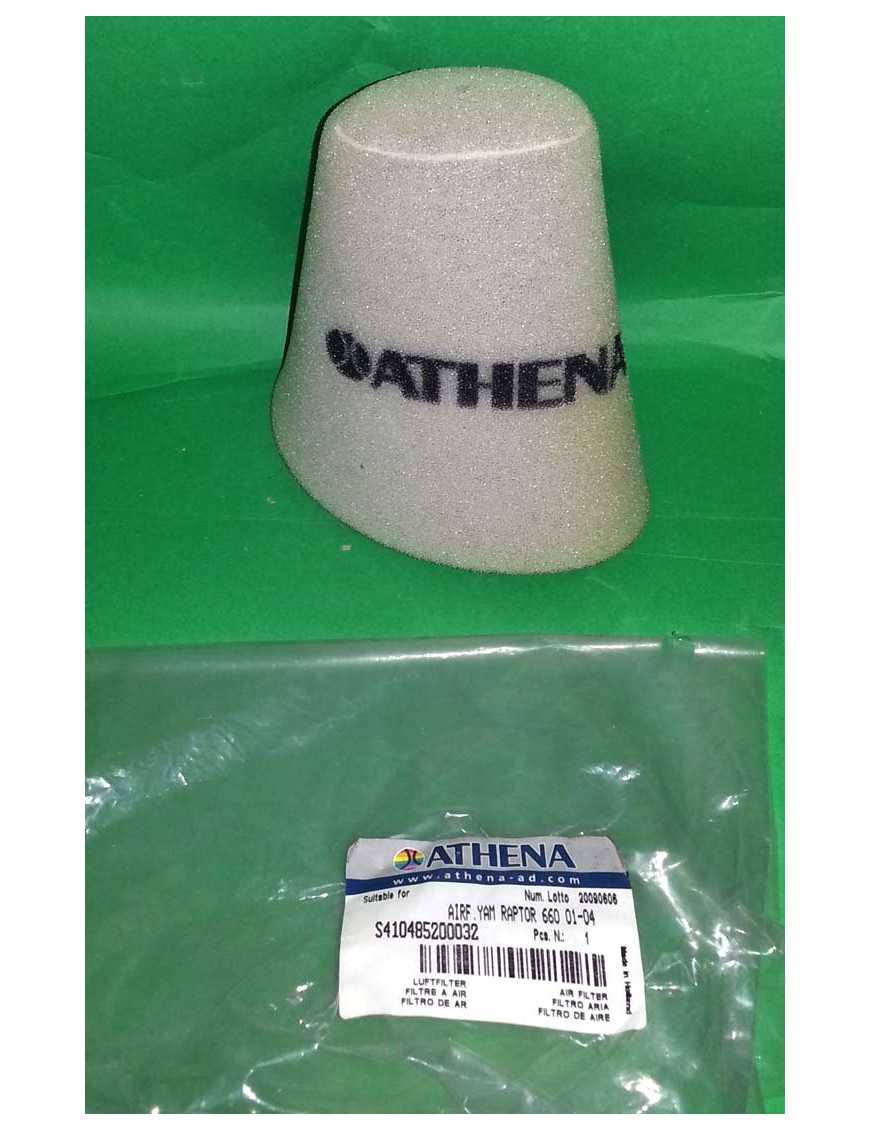 ATHENA
ATHENA
www.athena-ad.com
Suitable for
Num. Lotto 20090606
AIRF.YAM RAPTOR 660 01-04
S410485200032
Pcs. N.: 1
LUFTFILTER
FILTRE A AIR
FILTRO DE AR
AIR FILTER
FILTRO ARIA
FILTRO DE AIRE
Made in Holland